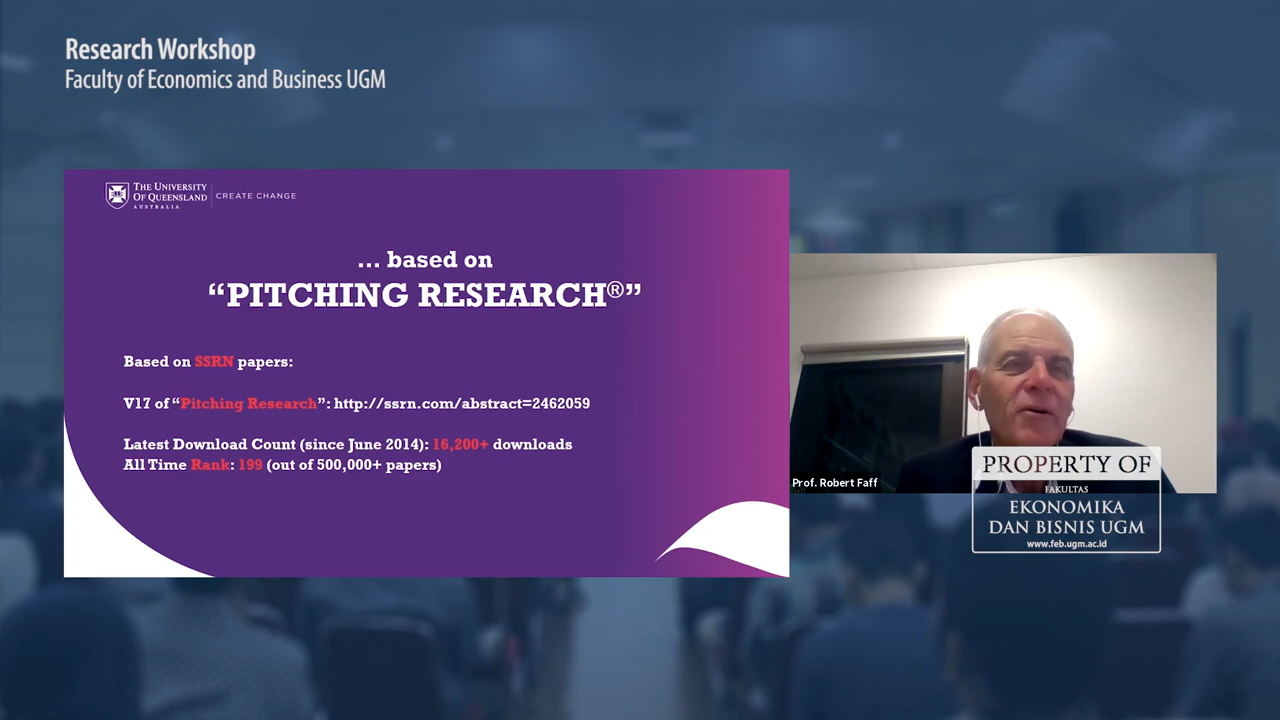 Research Workshop
Faculty of Economics and Business UGM
THE UNIVERSITY
OF QUEENSLAND
AUSTRALIA
CREATE CHANGE
... based on
“PITCHING RESEARCH®”
Based on SSRN papers:
V17 of “Pitching Research”: http://ssrn.com/abstract=2462059
Latest Download Count (since June 2014): 16,200+ downloads
All Time Rank: 199 (out of 500,000+ papers)
Prof. Robert Faff
PROPERTY OF
FAKULTAS
EKONOMIKA
DAN BISNIS UGM
www.feb.ugm.ac.id